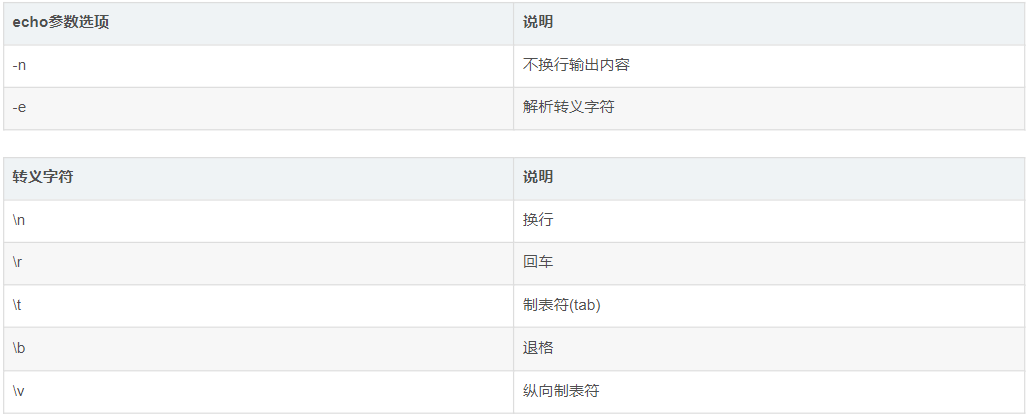 echo参数选项 说明
-n 不换行输出内容
-e 解析转义字符
转义字符 说明
\n 换行
\r 回车
\t 制表符(tab)
\b 退格
\v 纵向制表符